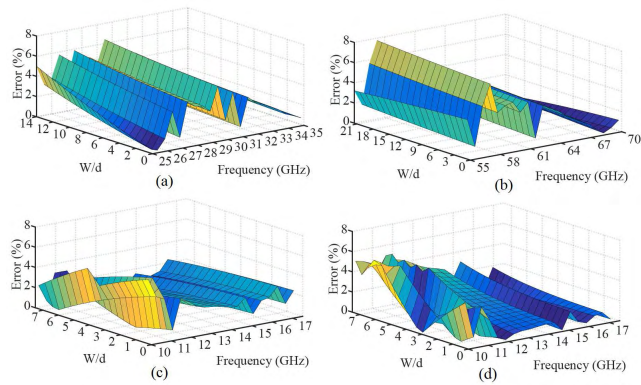 8
6
4
2
0
Error (%)
14 12 10 8 6 4 2 0
W/d
25 26 27 28 29 30 31 32 33 34 35
Frequency (GHz)
(a)
8
6
4
2
0
Error (%)
21 18 15 12 9 6 3 0
W/d
55 58 61 64 67 70
Frequency (GHz)
(b)
8
6
4
2
0
Error (%)
7 6 5 4 3 2 1 0
W/d
10 11 12 13 14 15 16 17
Frequency (GHz)
(c)
8
6
4
2
0
Error (%)
7 6 5 4 3 2 1 0
W/d
10 11 12 13 14 15 16 17
Frequency (GHz)
(d)